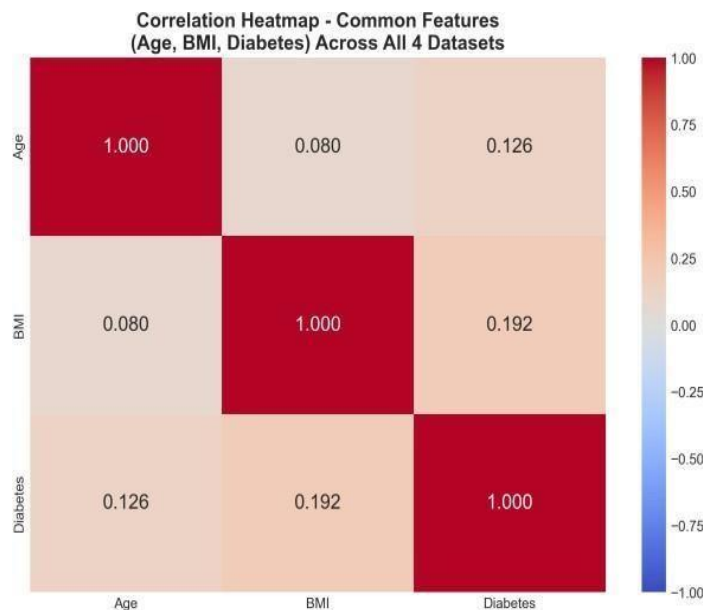 Correlation Heatmap - Common Features
(Age, BMI, Diabetes) Across All 4 Datasets
Age
1.000
0.080
0.126
BMI
0.080
1.000
0.192
Diabetes
0.126
0.192
1.000
Age
BMI
Diabetes
1.00
0.75
0.50
0.25
0.00
−0.25
−0.50
−0.75
−1.00